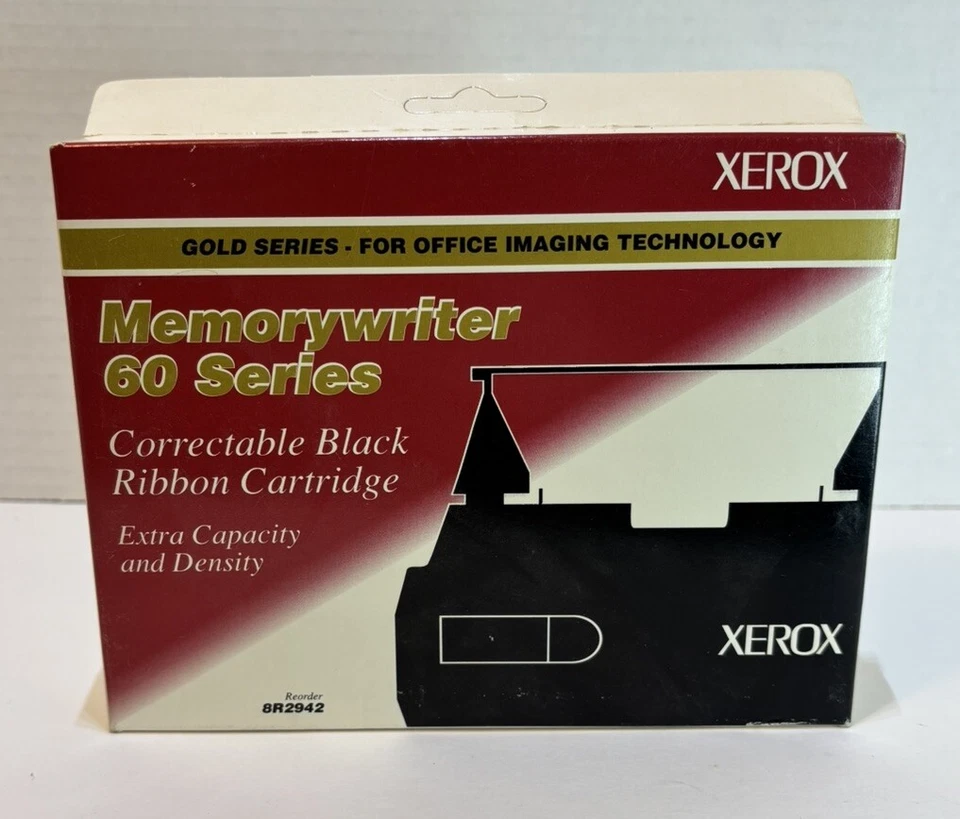 XEROX
GOLD SERIES - FOR OFFICE IMAGING TECHNOLOGY
Memorywriter
60 Series
Correctable Black
Ribbon Cartridge
Extra Capacity
and Density
XEROX
Reorder
8R2942